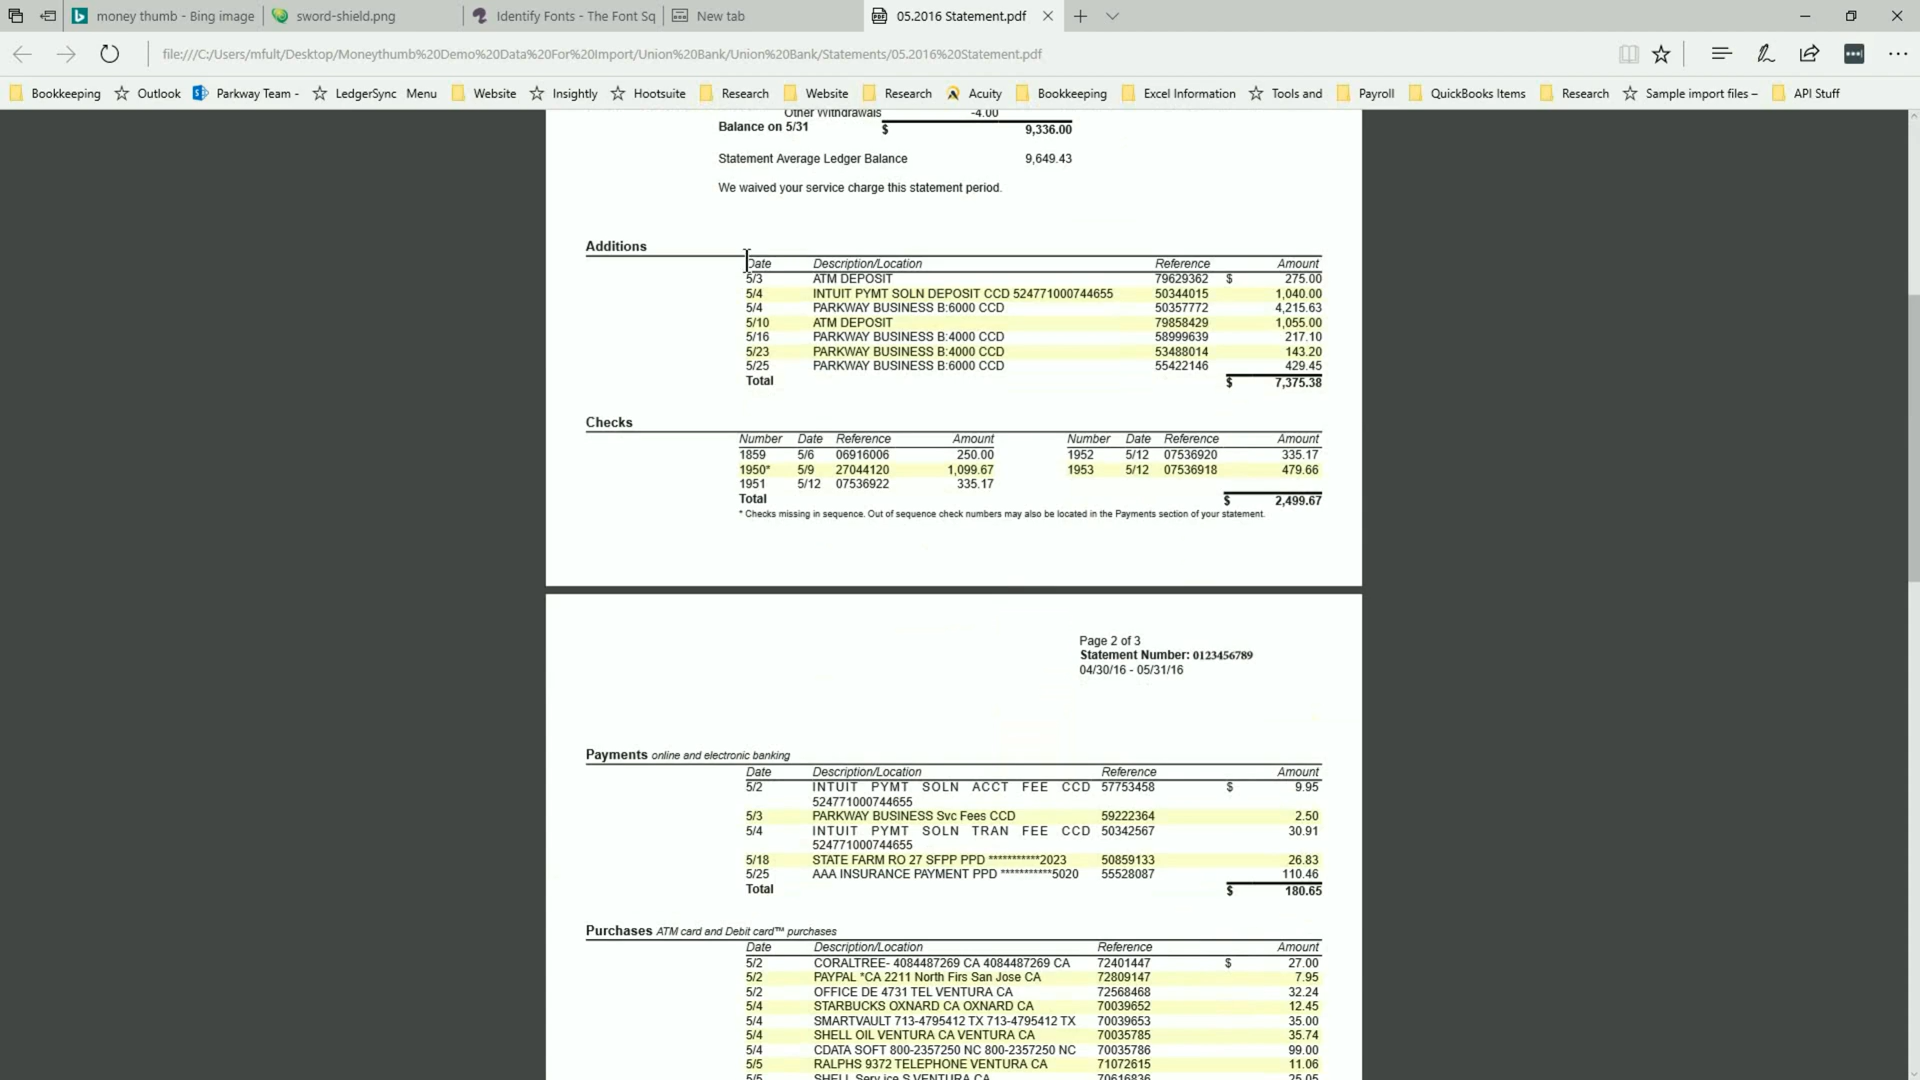 money thumb - Bing image
sword-shield.png
Identify Fonts - The Font Sq
New tab
05.2016 Statement.pdf
file:///C:/Users/mfult/Desktop/Moneythumb%20Demo%20Data%20For%20Import/Union%20Bank/Union%20Bank/Statements/05.2016%20Statement.pdf
Bookkeeping Outlook Parkway Team - LedgerSync Menu Website Insightly Hootsuite Research Website Research Acuity Bookkeeping Excel Information Tools and Payroll QuickBooks Items Research Sample import files – API Stuff
Other Withdrawals -4.00
Balance on 5/31 $ 9,336.00
Statement Average Ledger Balance 9,649.43
We waived your service charge this statement period.
Additions
Date Description/Location Reference Amount
5/3 ATM DEPOSIT 79629362 $ 275.00
5/4 INTUIT PYMT SOLN DEPOSIT CCD 524771000744655 50344015 1,040.00
5/4 PARKWAY BUSINESS B:6000 CCD 50357772 4,215.63
5/10 ATM DEPOSIT 79858429 1,055.00
5/16 PARKWAY BUSINESS B:4000 CCD 58999639 217.10
5/23 PARKWAY BUSINESS B:4000 CCD 53488014 143.20
5/25 PARKWAY BUSINESS B:6000 CCD 55422146 429.45
Total $ 7,375.38
Checks
Number Date Reference Amount Number Date Reference Amount
1859 5/6 06916006 250.00 1952 5/12 07536920 335.17
1950* 5/9 27044120 1,099.67 1953 5/12 07536918 479.66
1951 5/12 07536922 335.17
Total $ 2,499.67
* Checks missing in sequence. Out of sequence check numbers may also be located in the Payments section of your statement.
Page 2 of 3
Statement Number: 0123456789
04/30/16 - 05/31/16
Payments online and electronic banking
Date Description/Location Reference Amount
5/2 INTUIT PYMT SOLN ACCT FEE CCD 57753458 $ 9.95
524771000744655
5/3 PARKWAY BUSINESS Svc Fees CCD 59222364 2.50
5/4 INTUIT PYMT SOLN TRAN FEE CCD 50342567 30.91
524771000744655
5/18 STATE FARM RO 27 SFPP PPD ***********2023 50859133 26.83
5/25 AAA INSURANCE PAYMENT PPD ***********5020 55528087 110.46
Total $ 180.65
Purchases ATM card and Debit card™ purchases
Date Description/Location Reference Amount
5/2 CORALTREE- 4084487269 CA 4084487269 CA 72401447 $ 27.00
5/2 PAYPAL *CA 2211 North Firs San Jose CA 72809147 7.95
5/2 OFFICE DE 4731 TEL VENTURA CA 72568468 32.24
5/4 STARBUCKS OXNARD CA OXNARD CA 70039652 12.45
5/4 SMARTVAULT 713-4795412 TX 713-4795412 TX 70039653 35.00
5/4 SHELL OIL VENTURA CA VENTURA CA 70035785 35.74
5/4 CDATA SOFT 800-2357250 NC 800-2357250 NC 70035786 99.00
5/5 RALPHS 9372 TELEPHONE VENTURA CA 71072615 11.06
5/5 SHELL Serv ice S VENTURA CA 70616836 25.05